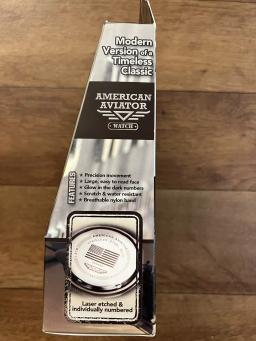 Modern
Version of a
Timeless
Classic
AMERICAN
AVIATOR
• WATCH •
FEATURES
★ Precision movement
★ Large, easy to read face
★ Glow in the dark numbers
★ Scratch & water resistant
★ Breathable nylon band
Laser etched &
individually numbered